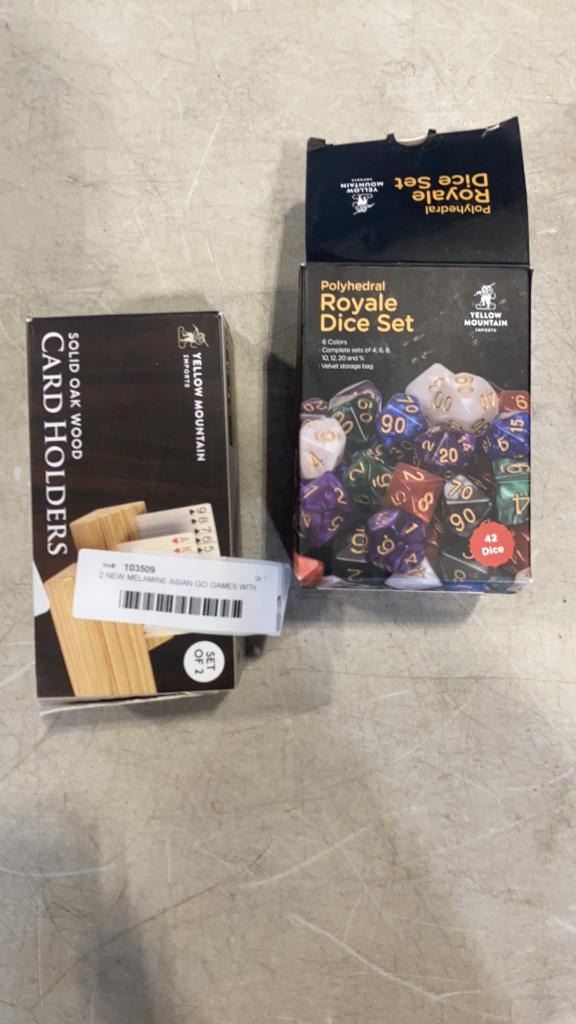 Polyhedral
Royale
Dice Set
YELLOW
MOUNTAIN
IMPORTS
Polyhedral
Royale
Dice Set
· 6 Colors
· Complete sets of 4, 6, 8,
10, 12, 20 and %
· Velvet storage bag
YELLOW
MOUNTAIN
IMPORTS
42
Dice
YELLOW MOUNTAIN
IMPORTS
SOLID OAK WOOD
CARD HOLDERS
SET
OF 2
103509
2 NEW MELAMINE ASIAN GO GAMES WITH